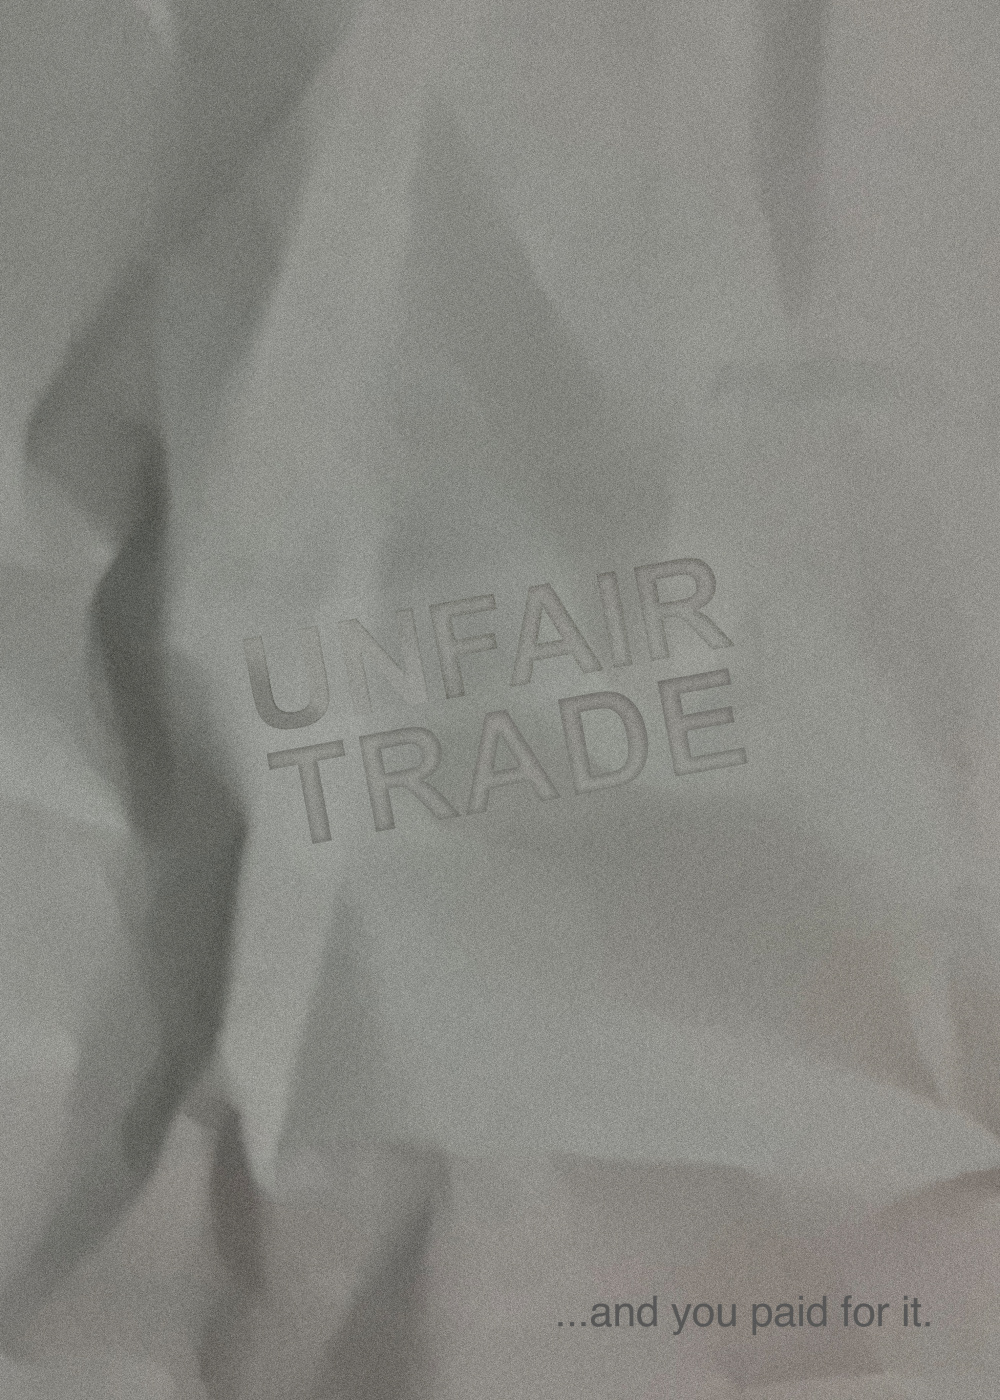 UNFAIR
TRADE
...and you paid for it.